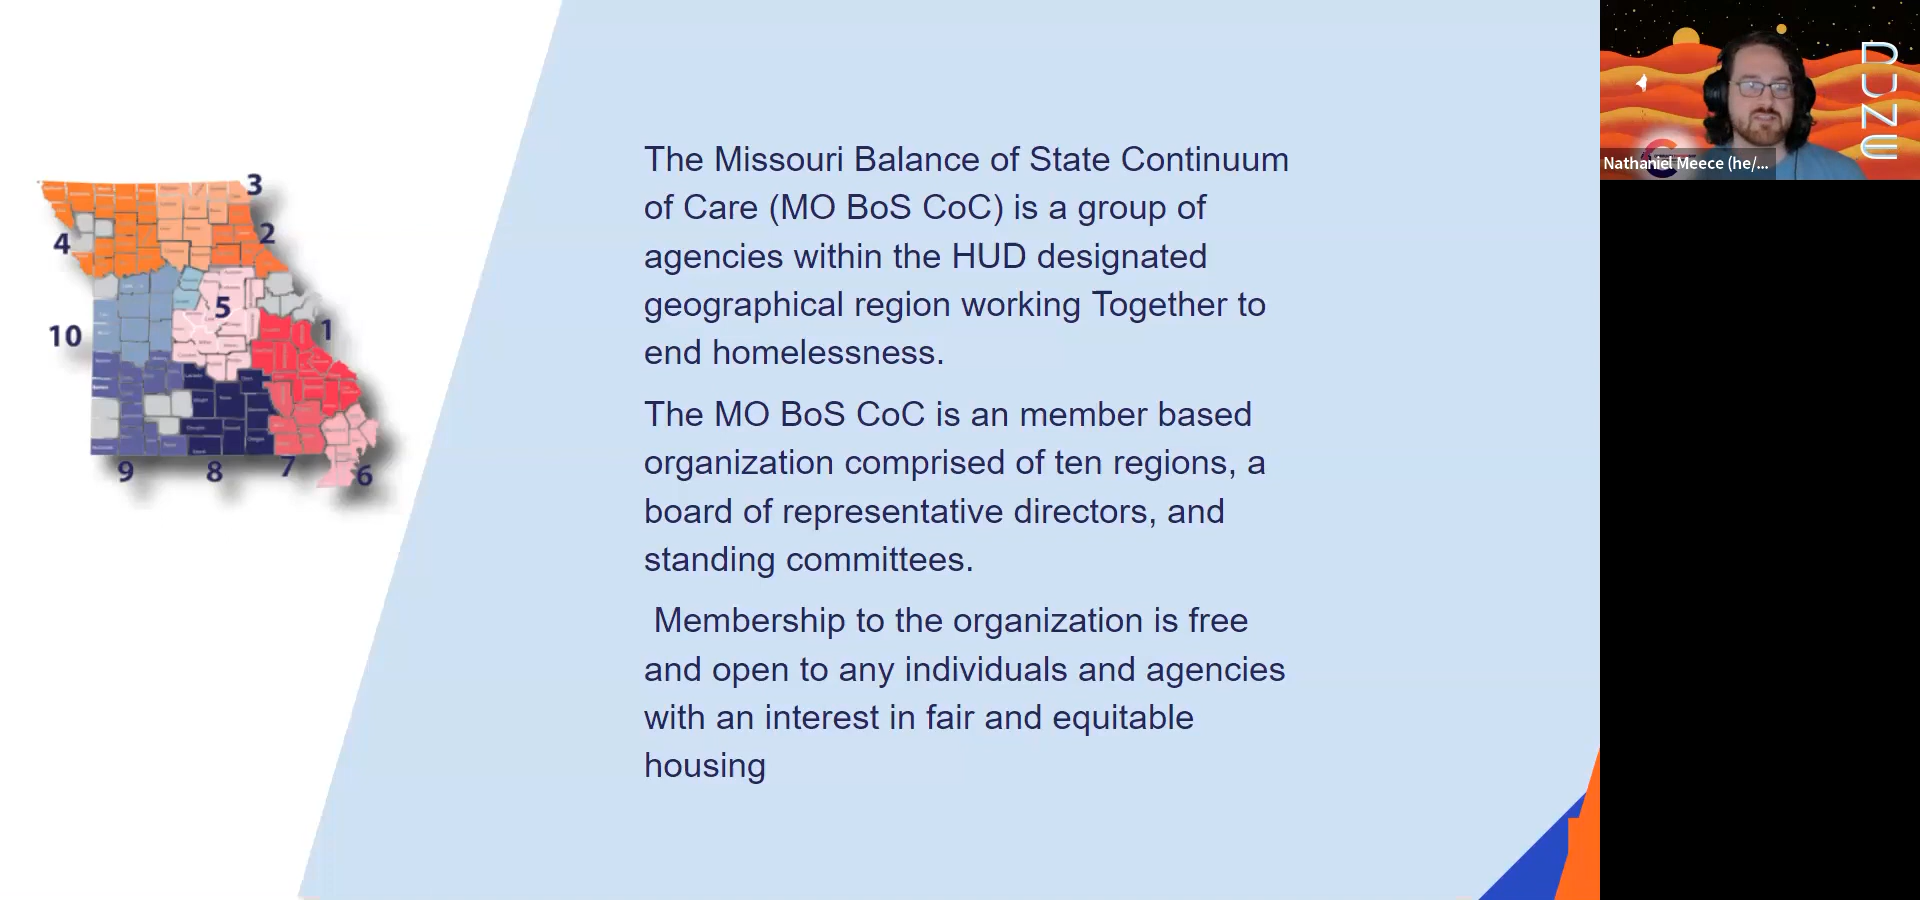 The Missouri Balance of State Continuum
of Care (MO BoS CoC) is a group of
agencies within the HUD designated
geographical region working Together to
end homelessness.
The MO BoS CoC is an member based
organization comprised of ten regions, a
board of representative directors, and
standing committees.
Membership to the organization is free
and open to any individuals and agencies
with an interest in fair and equitable
housing
3
2
4
5
1
10
9
8
7
6
DUNE
Nathaniel Meece (he/...